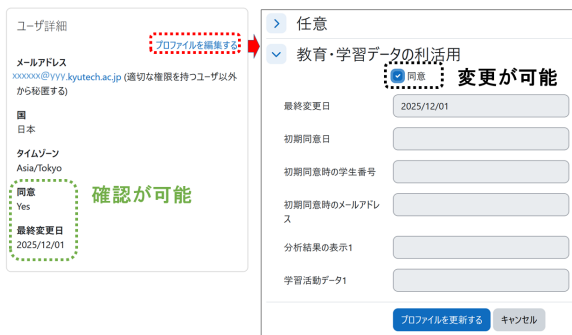 ユーザ詳細
プロファイルを編集する
メールアドレス
xxxxxx@yyy.kyutech.ac.jp (適切な権限を持つユーザ以外
から秘匿する)
国
日本
タイムゾーン
Asia/Tokyo
同意
Yes
確認が可能
最終変更日
2025/12/01
任意
教育・学習データの利活用
同意
変更が可能
最終変更日
2025/12/01
初期同意日
初期同意時の学生番号
初期同意時のメールアドレ
ス
分析結果の表示1
学習活動データ1
プロファイルを更新する
キャンセル